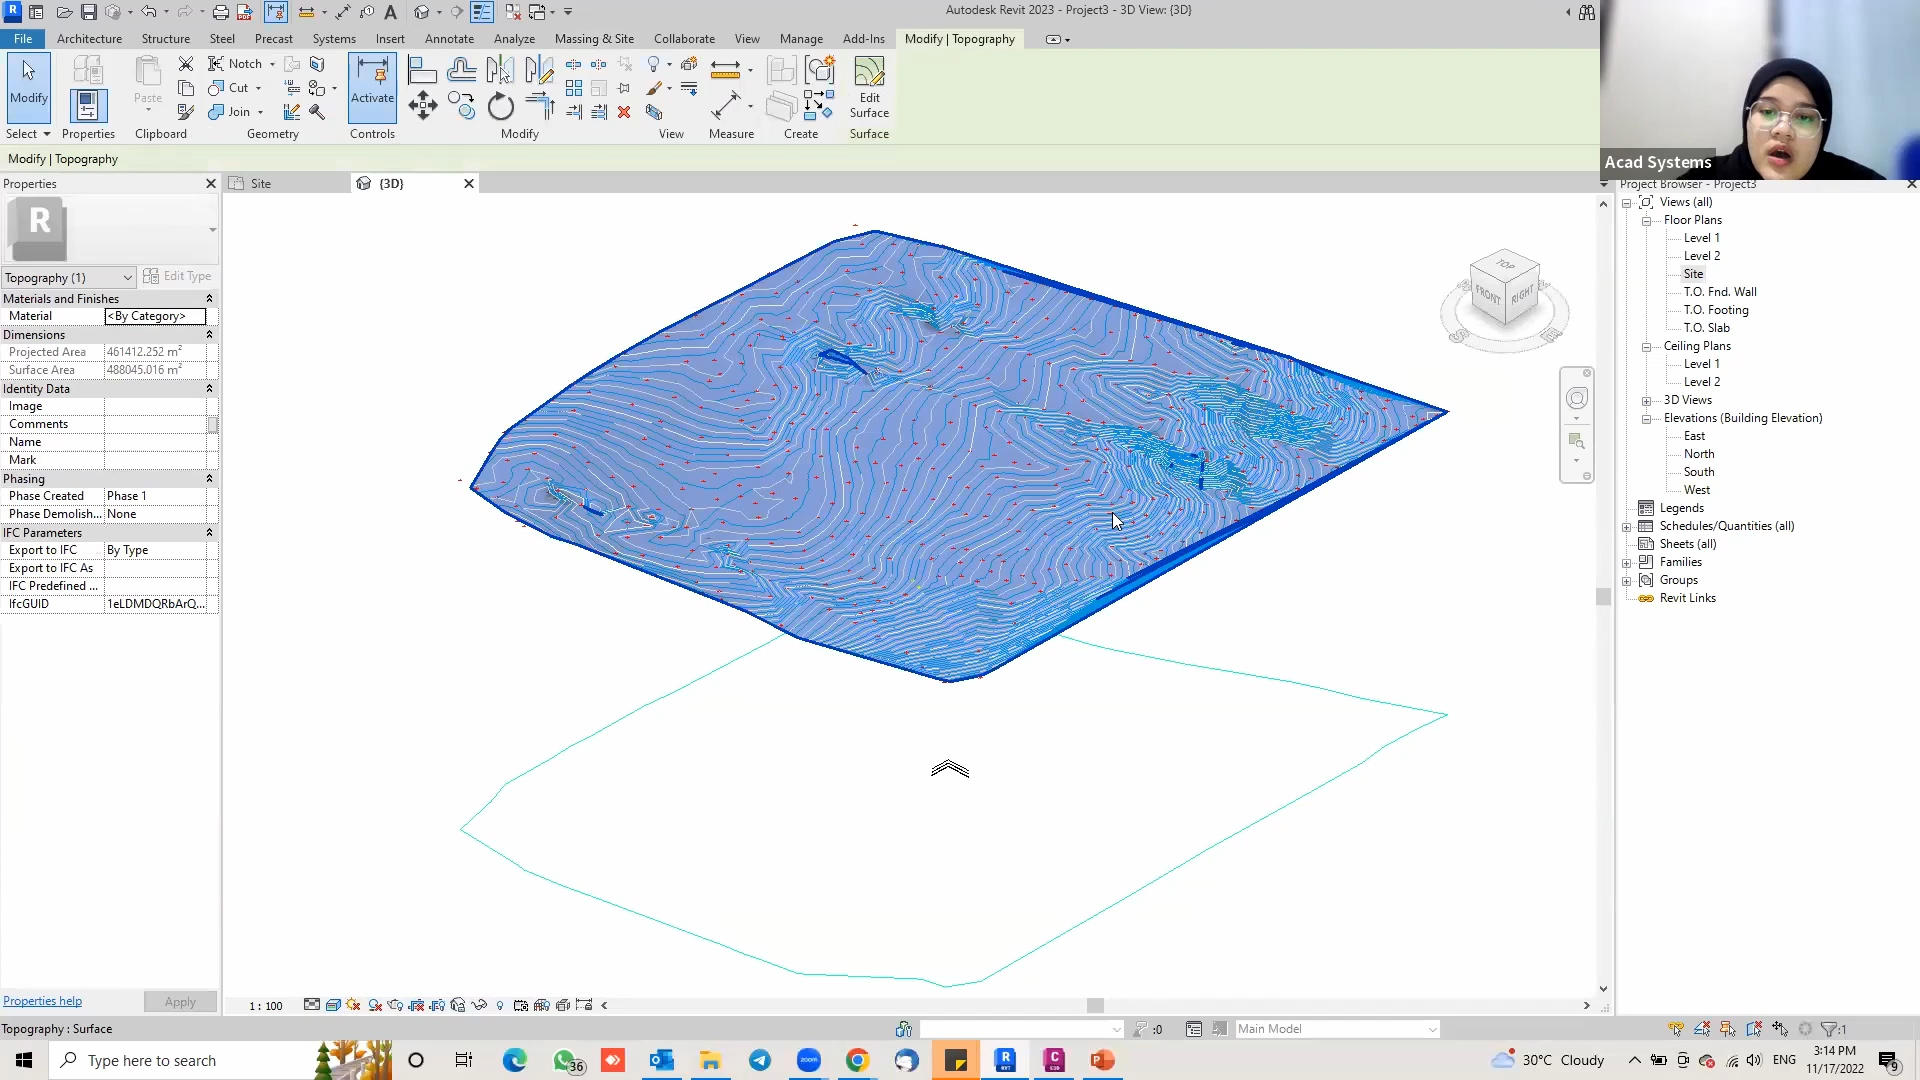 Autodesk Revit 2023 - Project3 - 3D View: {3D}
File Architecture Structure Steel Precast Systems Insert Annotate Analyze Massing & Site Collaborate View Manage Add-Ins Modify | Topography
Modify
Paste
Notch
Cut
Join
Activate
Edit
Surface
Select Properties Clipboard Geometry Controls Modify View Measure Create Surface
Modify | Topography
Acad Systems
Properties
Site
{3D}
Project Browser - Project3
R
Topography (1)
Edit Type
Materials and Finishes
Material <By Category>
Dimensions
Projected Area 461412.252 m²
Surface Area 488045.016 m²
Identity Data
Image
Comments
Name
Mark
Phasing
Phase Created Phase 1
Phase Demolish... None
IFC Parameters
Export to IFC By Type
Export to IFC As
IFC Predefined ...
IfcGUID 1eLDMDQRbArQ...
Properties help
Apply
TOP
FRONT
RIGHT
S
E
Views (all)
Floor Plans
Level 1
Level 2
Site
T.O. Fnd. Wall
T.O. Footing
T.O. Slab
Ceiling Plans
Level 1
Level 2
3D Views
Elevations (Building Elevation)
East
North
South
West
Legends
Schedules/Quantities (all)
Sheets (all)
Families
Groups
Revit Links
1 : 100
Topography : Surface
:0
Main Model
:1
Type here to search
36
zoom
30°C Cloudy
ENG
3:14 PM
11/17/2022
9